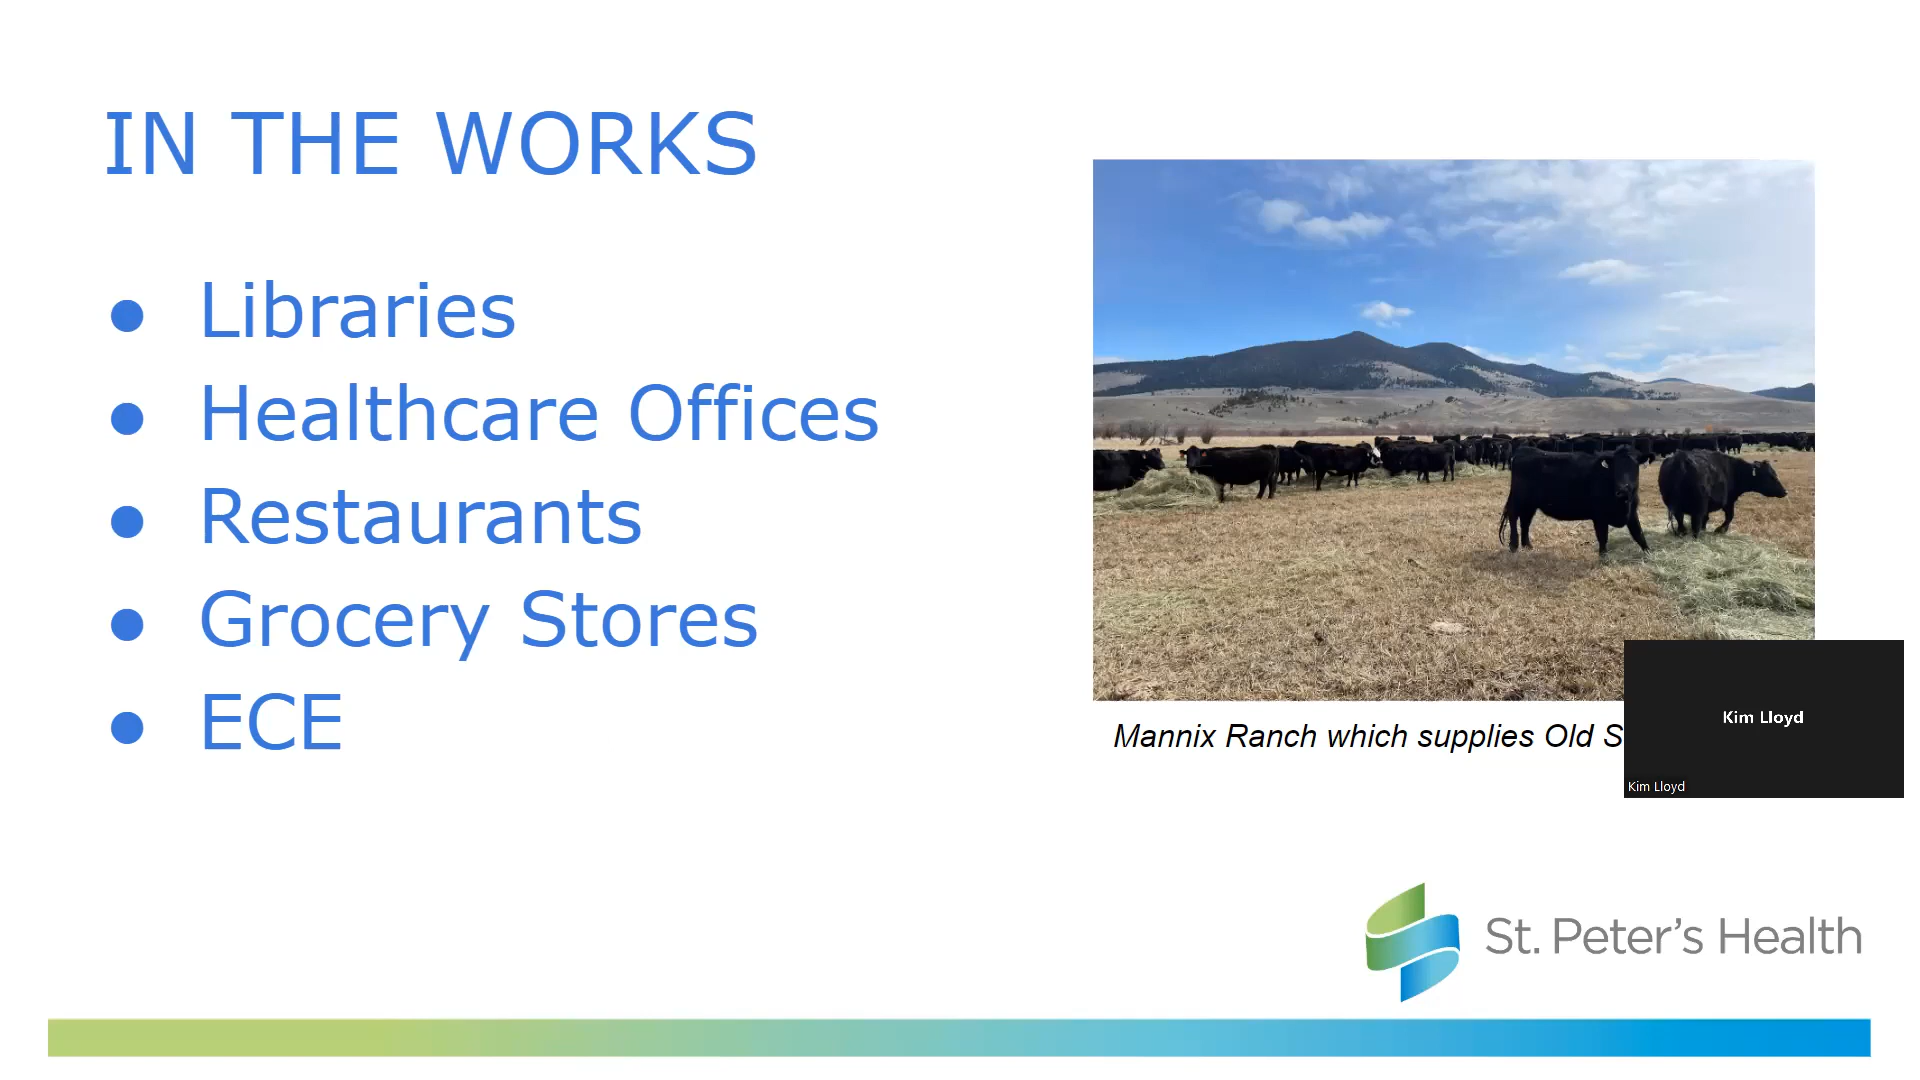 IN THE WORKS
● Libraries
● Healthcare Offices
● Restaurants
● Grocery Stores
● ECE
Mannix Ranch which supplies Old
Kim Lloyd
Kim Lloyd
St. Peter's Health